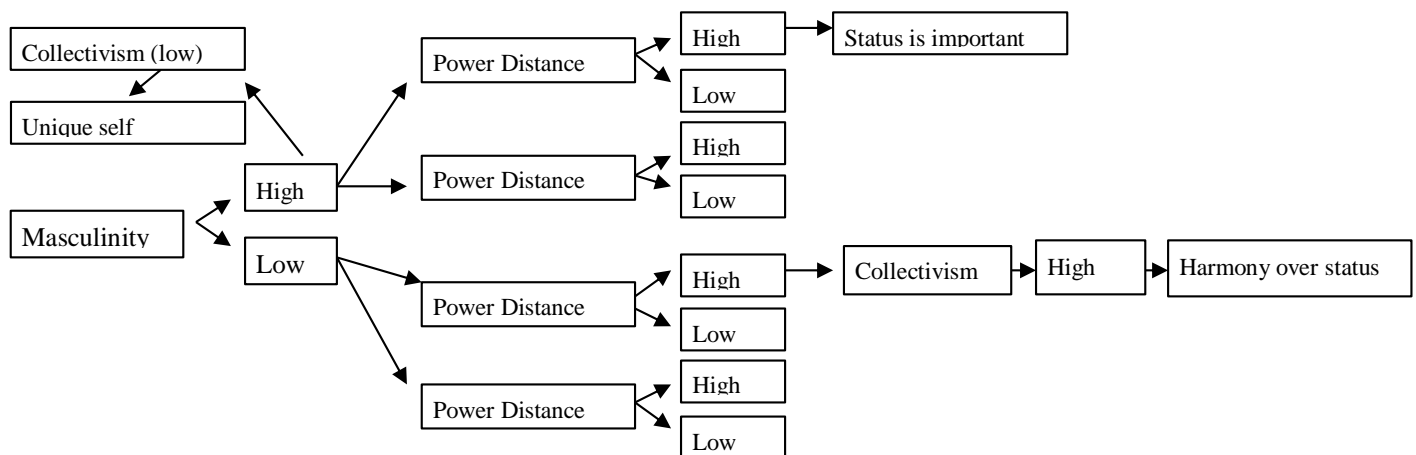 Collectivism (low)
Unique self
Masculinity
High
Low
Power Distance
High
Status is important
Low
Power Distance
High
Low
Power Distance
High
Collectivism
High
Harmony over status
Low
Power Distance
High
Low